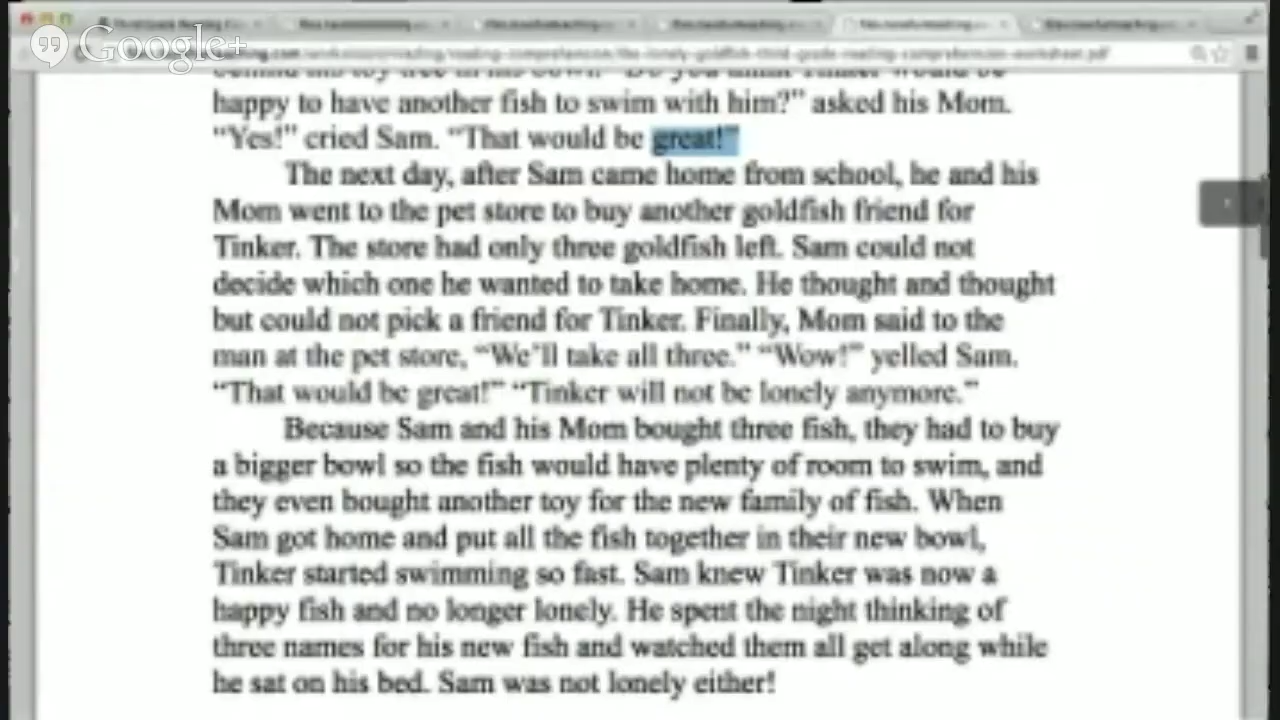 Google+
happy to have another fish to swim with him?” asked his Mom.
“Yes!” cried Sam. “That would be great!”
The next day, after Sam came home from school, he and his
Mom went to the pet store to buy another goldfish friend for
Tinker. The store had only three goldfish left. Sam could not
decide which one he wanted to take home. He thought and thought
but could not pick a friend for Tinker. Finally, Mom said to the
man at the pet store, “We’ll take all three.” “Wow!” yelled Sam.
“That would be great!” “Tinker will not be lonely anymore.”
Because Sam and his Mom bought three fish, they had to buy
a bigger bowl so the fish would have plenty of room to swim, and
they even bought another toy for the new family of fish. When
Sam got home and put all the fish together in their new bowl,
Tinker started swimming so fast. Sam knew Tinker was now a
happy fish and no longer lonely. He spent the night thinking of
three names for his new fish and watched them all get along while
he sat on his bed. Sam was not lonely either!